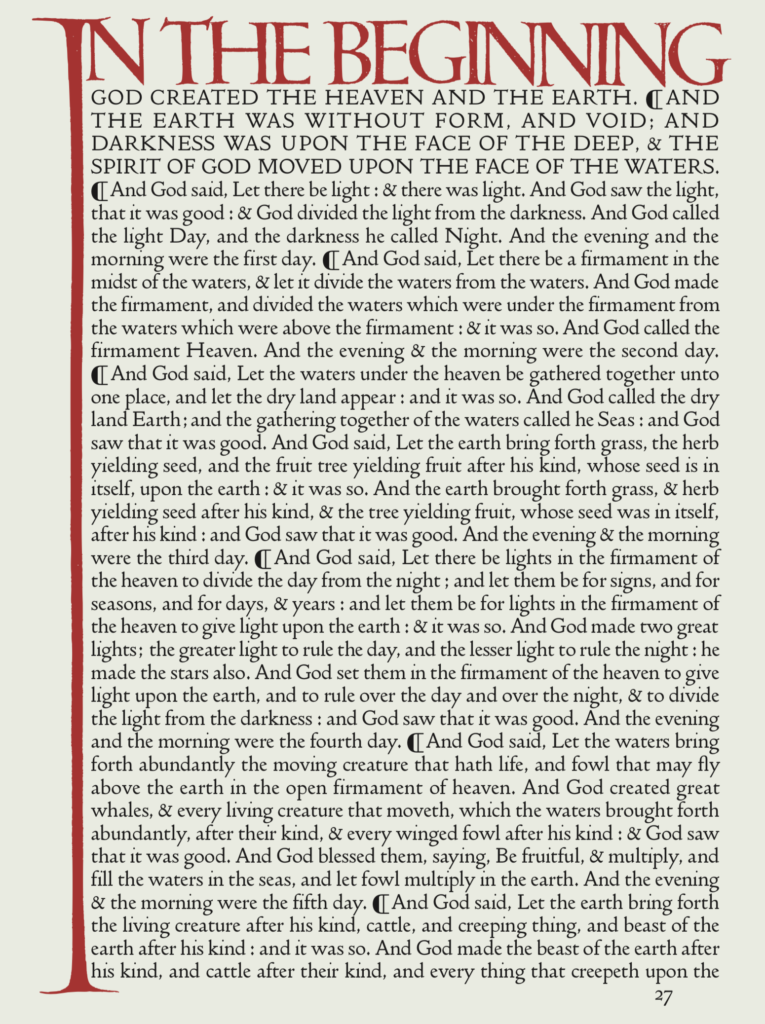 IN THE BEGINNING
GOD CREATED THE HEAVEN AND THE EARTH. ¶ AND
THE EARTH WAS WITHOUT FORM, AND VOID; AND
DARKNESS WAS UPON THE FACE OF THE DEEP, & THE
SPIRIT OF GOD MOVED UPON THE FACE OF THE WATERS.
¶ And God said, Let there be light : & there was light. And God saw the light,
that it was good : & God divided the light from the darkness. And God called
the light Day, and the darkness he called Night. And the evening and the
morning were the first day. ¶ And God said, Let there be a firmament in the
midst of the waters, & let it divide the waters from the waters. And God made
the firmament, and divided the waters which were under the firmament from
the waters which were above the firmament : & it was so. And God called the
firmament Heaven. And the evening & the morning were the second day.
¶ And God said, Let the waters under the heaven be gathered together unto
one place, and let the dry land appear : and it was so. And God called the dry
land Earth; and the gathering together of the waters called he Seas : and God
saw that it was good. And God said, Let the earth bring forth grass, the herb
yielding seed, and the fruit tree yielding fruit after his kind, whose seed is in
itself, upon the earth : & it was so. And the earth brought forth grass, & herb
yielding seed after his kind, & the tree yielding fruit, whose seed was in itself,
after his kind : and God saw that it was good. And the evening & the morning
were the third day. ¶ And God said, Let there be lights in the firmament of
the heaven to divide the day from the night ; and let them be for signs, and for
seasons, and for days, & years : and let them be for lights in the firmament of
the heaven to give light upon the earth : & it was so. And God made two great
lights; the greater light to rule the day, and the lesser light to rule the night : he
made the stars also. And God set them in the firmament of the heaven to give
light upon the earth, and to rule over the day and over the night, & to divide
the light from the darkness : and God saw that it was good. And the evening
and the morning were the fourth day. ¶ And God said, Let the waters bring
forth abundantly the moving creature that hath life, and fowl that may fly
above the earth in the open firmament of heaven. And God created great
whales, & every living creature that moveth, which the waters brought forth
abundantly, after their kind, & every winged fowl after his kind : & God saw
that it was good. And God blessed them, saying, Be fruitful, & multiply, and
fill the waters in the seas, and let fowl multiply in the earth. And the evening
& the morning were the fifth day. ¶ And God said, Let the earth bring forth
the living creature after his kind, cattle, and creeping thing, and beast of the
earth after his kind : and it was so. And God made the beast of the earth after
his kind, and cattle after their kind, and every thing that creepeth upon the
27